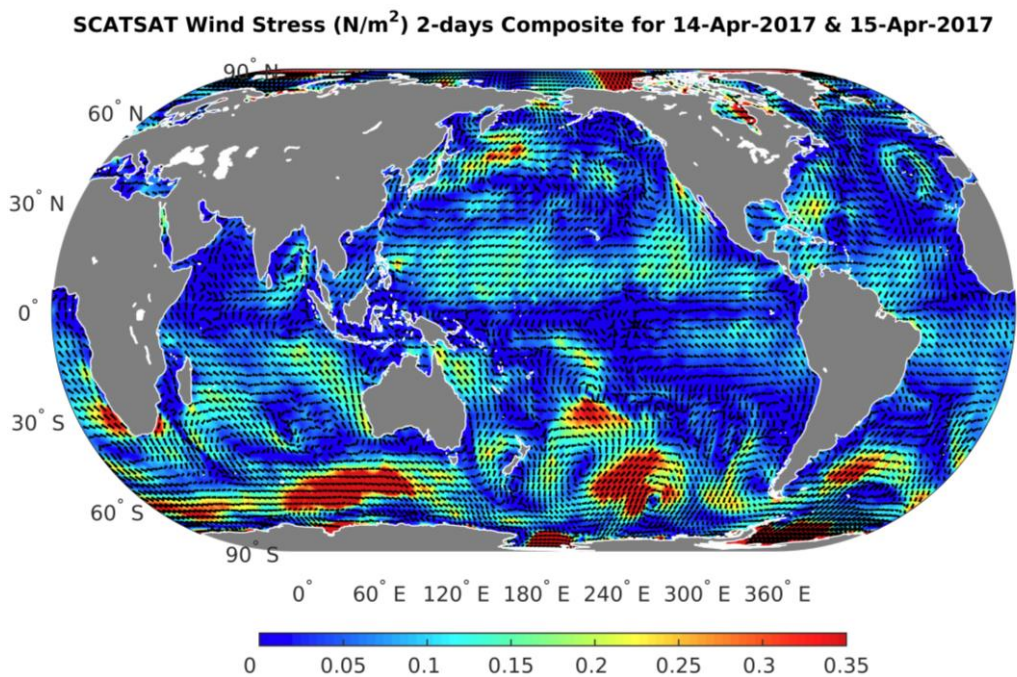 SCATSAT Wind Stress (N/m²) 2-days Composite for 14-Apr-2017 & 15-Apr-2017
90° N
60° N
30° N
0°
30° S
60° S
90° S
0° 60° E 120° E 180° E 240° E 300° E 360° E
0 0.05 0.1 0.15 0.2 0.25 0.3 0.35